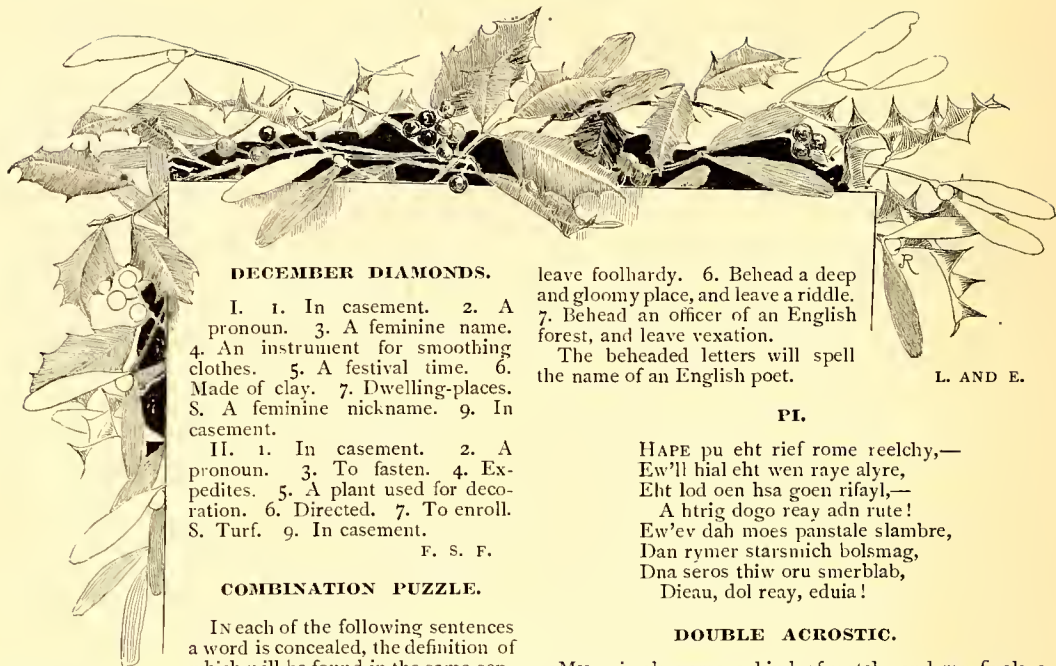 DECEMBER DIAMONDS.
I. 1. In casement. 2. A
pronoun. 3. A feminine name.
4. An instrument for smoothing
clothes. 5. A festival time. 6.
Made of clay. 7. Dwelling-places.
8. A feminine nickname. 9. In
casement.
II. 1. In casement. 2. A
pronoun. 3. To fasten. 4. Ex-
pedites. 5. A plant used for deco-
ration. 6. Directed. 7. To enroll.
8. Turf. 9. In casement.
F. S. F.
COMBINATION PUZZLE.
IN each of the following sentences
a word is concealed, the definition of
which will be found in the same sen-
leave foolhardy. 6. Behead a deep
and gloomy place, and leave a riddle.
7. Behead an officer of an English
forest, and leave vexation.
The beheaded letters will spell
the name of an English poet.
L. AND E.
PI.
HAPE pu eht rief rome reelchy,—
Ew'll hial eht wen raye alyre,
Eht lod oen hsa goen rifayl,—
A htrig dogo reay adn rute!
Ew'ev dah moes panstale slambre,
Dan rymer starsmich bolsmag,
Dna seros thiw oru smerblab,
Dieau, dol reay, eduia!
DOUBLE ACROSTIC.
R